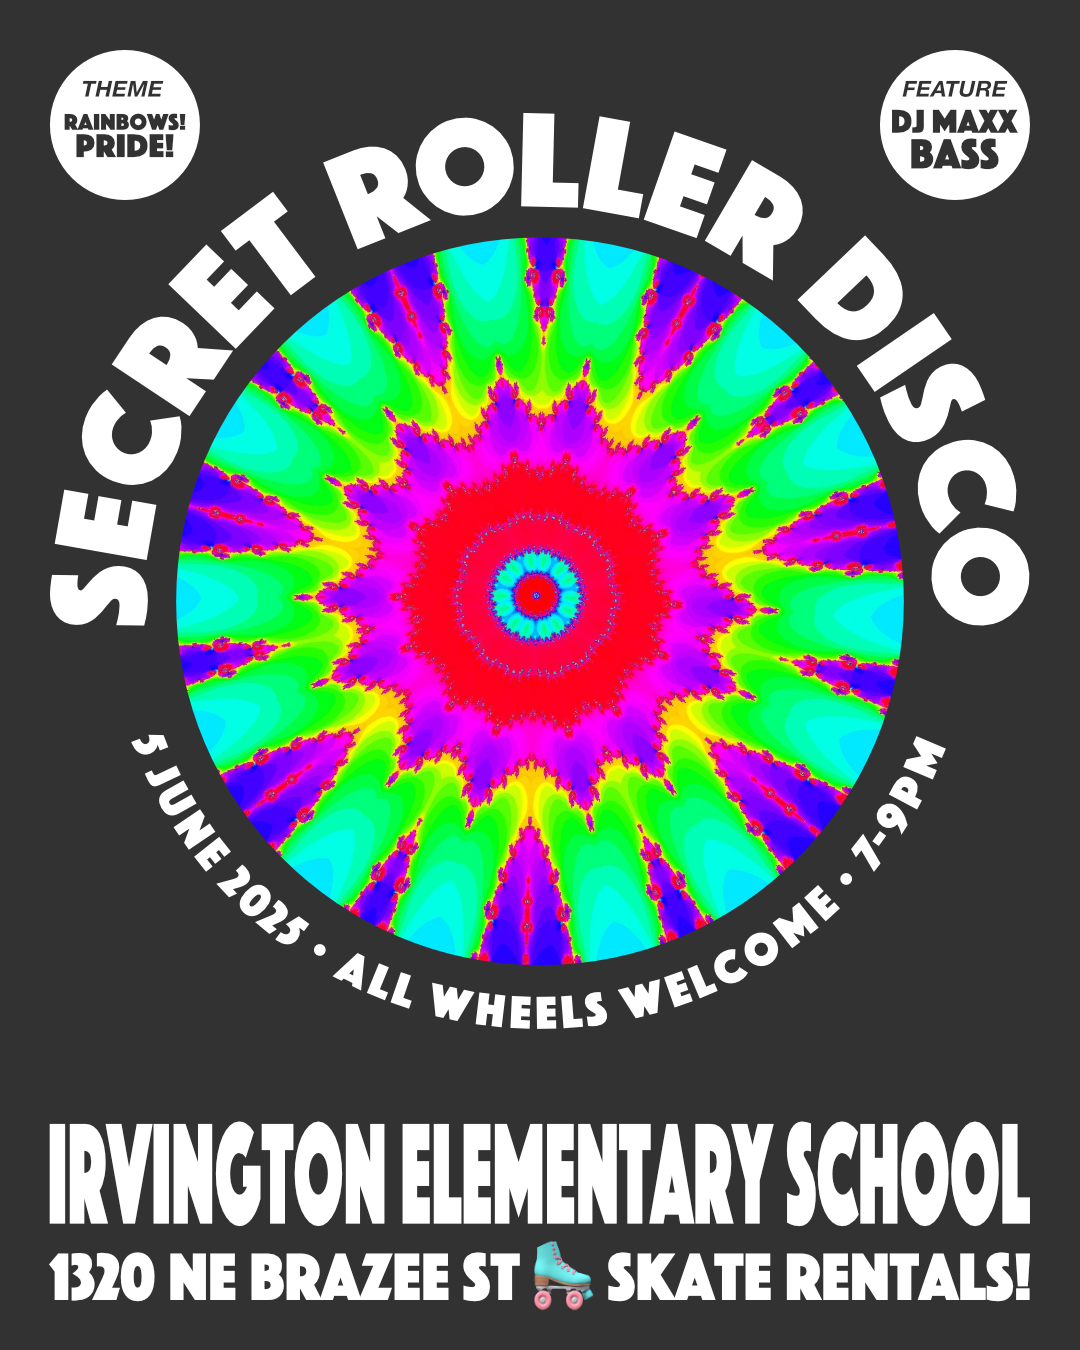 THEME
RAINBOWS!
PRIDE!
FEATURE
DJ MAXX
BASS
SECRET ROLLER DISCO
5 JUNE 2025 • ALL WHEELS WELCOME • 7-9PM
IRVINGTON ELEMENTARY SCHOOL
1320 NE BRAZEE ST 🛼 SKATE RENTALS!